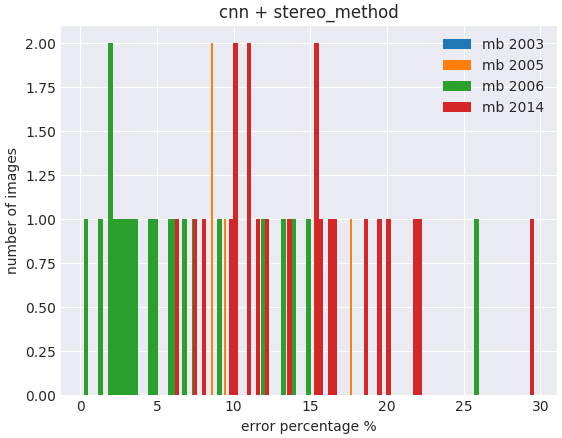 cnn + stereo_method
2.00
1.75
1.50
1.25
1.00
0.75
0.50
0.25
0.00
number of images
mb 2003
mb 2005
mb 2006
mb 2014
0 5 10 15 20 25 30
error percentage %